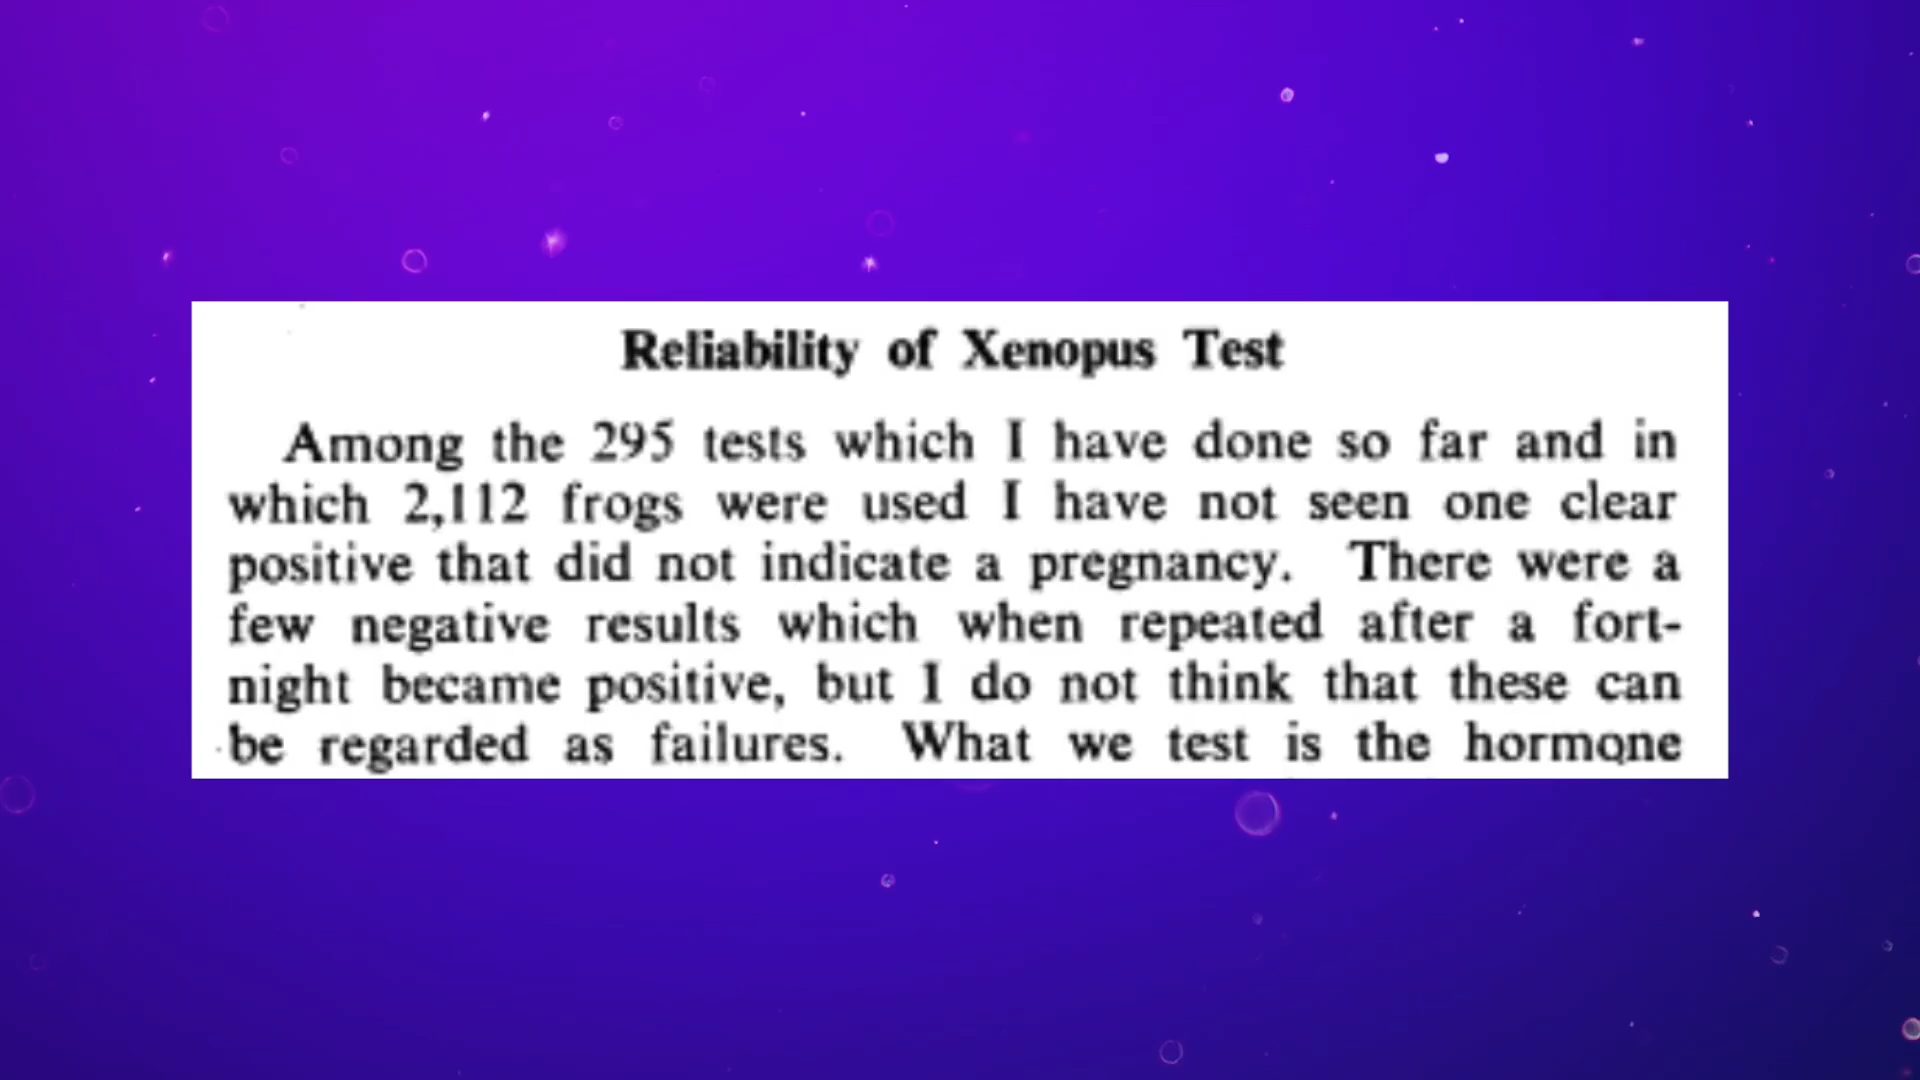 Reliability of Xenopus Test
Among the 295 tests which I have done so far and in
which 2,112 frogs were used I have not seen one clear
positive that did not indicate a pregnancy. There were a
few negative results which when repeated after a fort-
night became positive, but I do not think that these can
be regarded as failures. What we test is the hormone